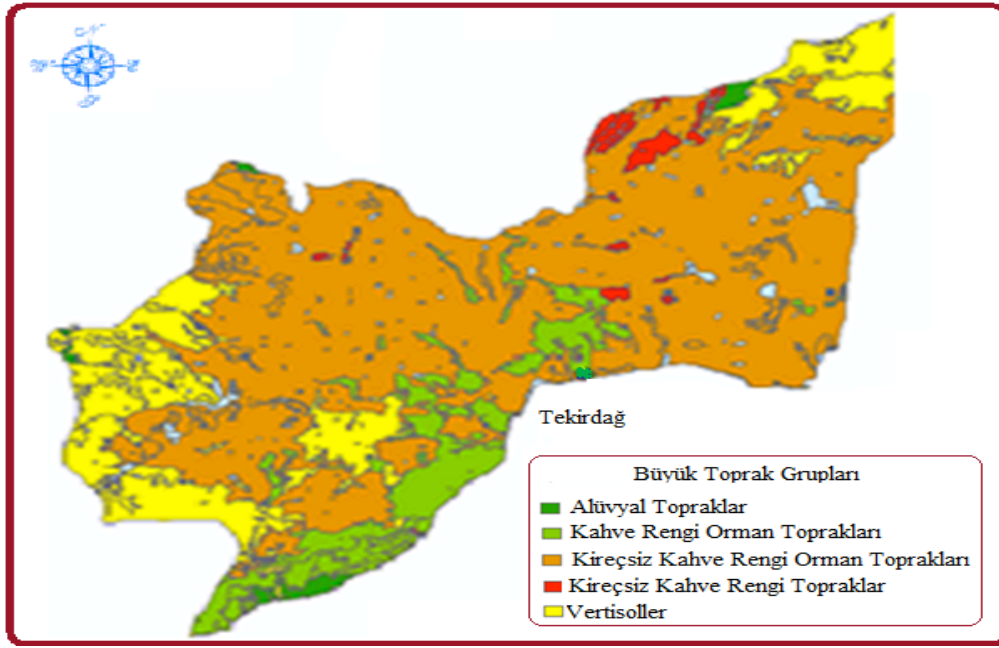 Tekirdağ
Büyük Toprak Grupları
Alüvyal Topraklar
Kahve Rengi Orman Toprakları
Kireçsiz Kahve Rengi Orman Toprakları
Kireçsiz Kahve Rengi Topraklar
Vertisoller